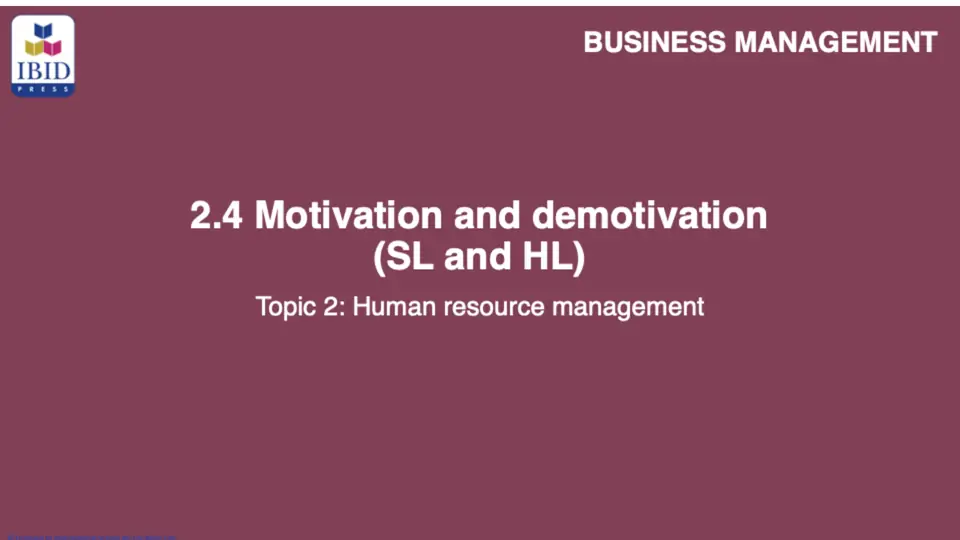 IBID
PRESS
BUSINESS MANAGEMENT
2.4 Motivation and demotivation
(SL and HL)
Topic 2: Human resource management